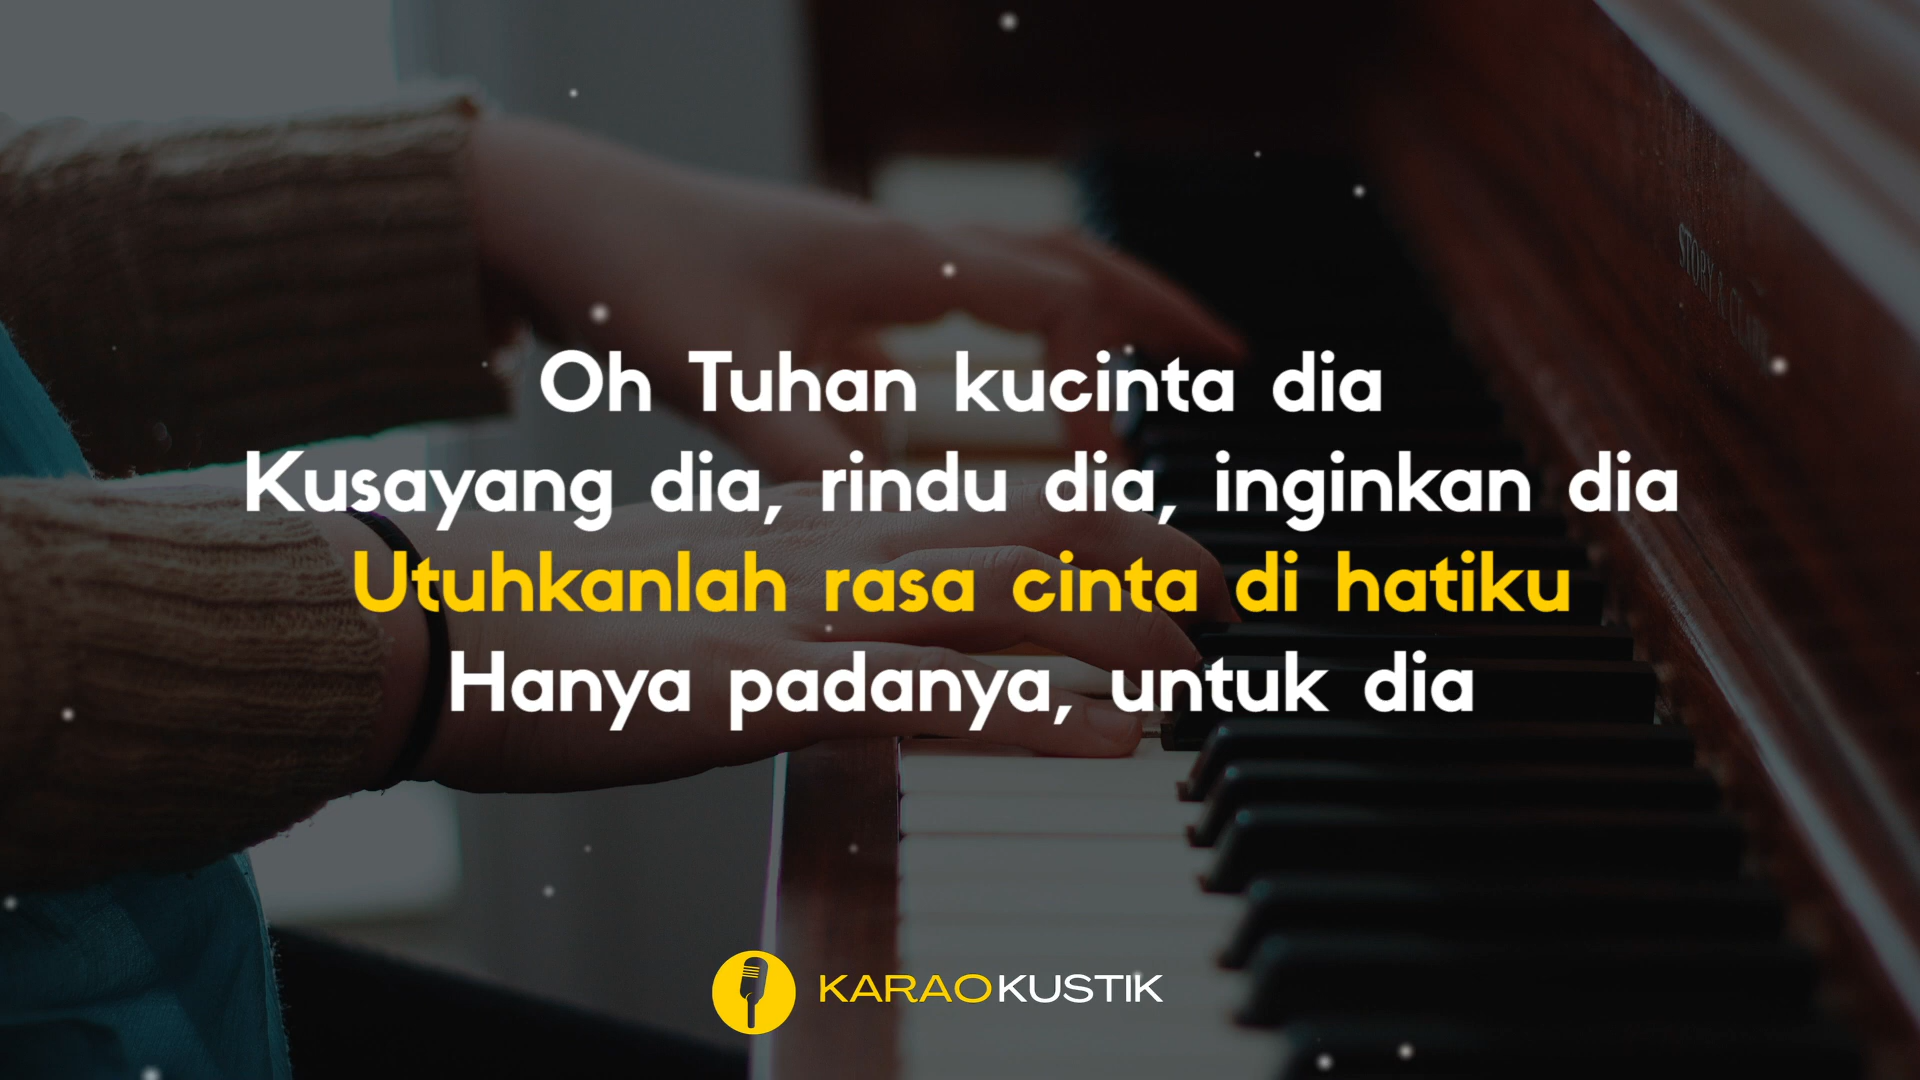 Oh Tuhan kucinta dia
Kusayang dia, rindu dia, inginkan dia
Utuhkanlah rasa cinta di hatiku
Hanya padanya, untuk dia
KARAOKUSTIK